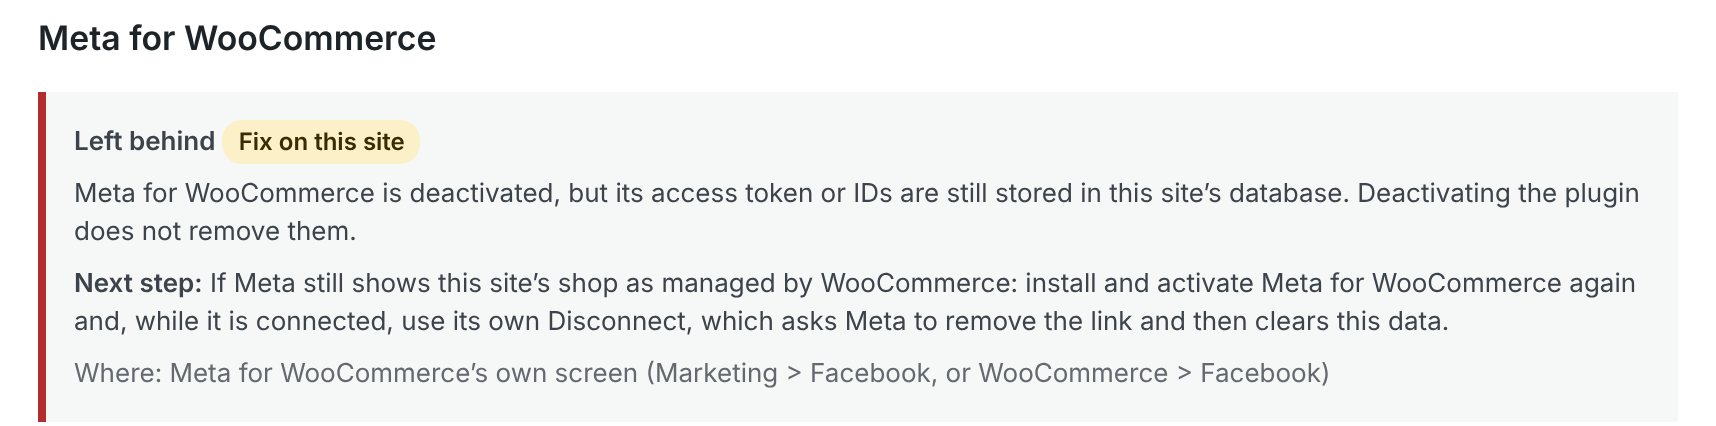 Meta for WooCommerce
Left behind Fix on this site
Meta for WooCommerce is deactivated, but its access token or IDs are still stored in this site’s database. Deactivating the plugin
does not remove them.
Next step: If Meta still shows this site’s shop as managed by WooCommerce: install and activate Meta for WooCommerce again
and, while it is connected, use its own Disconnect, which asks Meta to remove the link and then clears this data.
Where: Meta for WooCommerce’s own screen (Marketing > Facebook, or WooCommerce > Facebook)